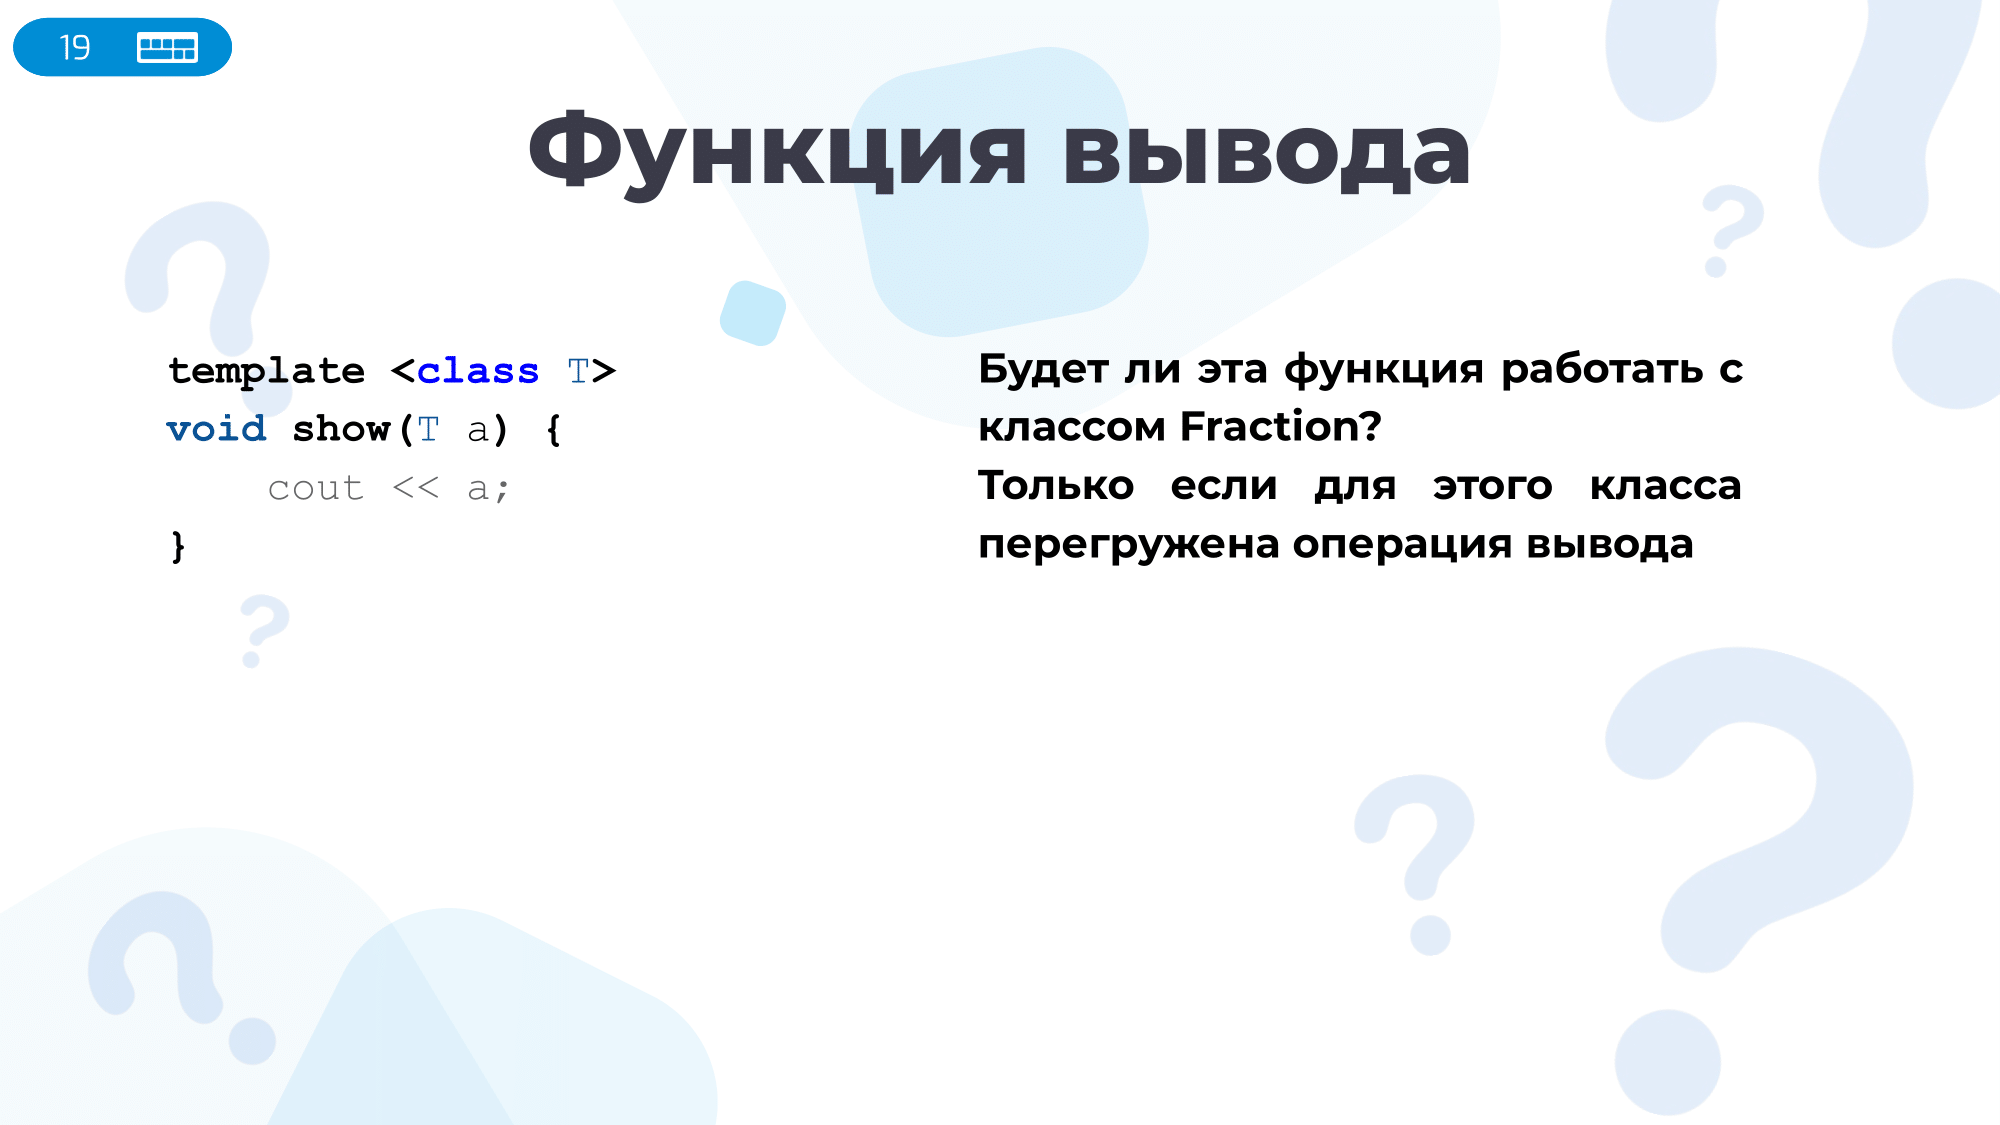 19
Функция вывода
template <class T>
void show(T a) {
    cout << a;
}
Будет ли эта функция работать с
классом Fraction?
Только если для этого класса
перегружена операция вывода